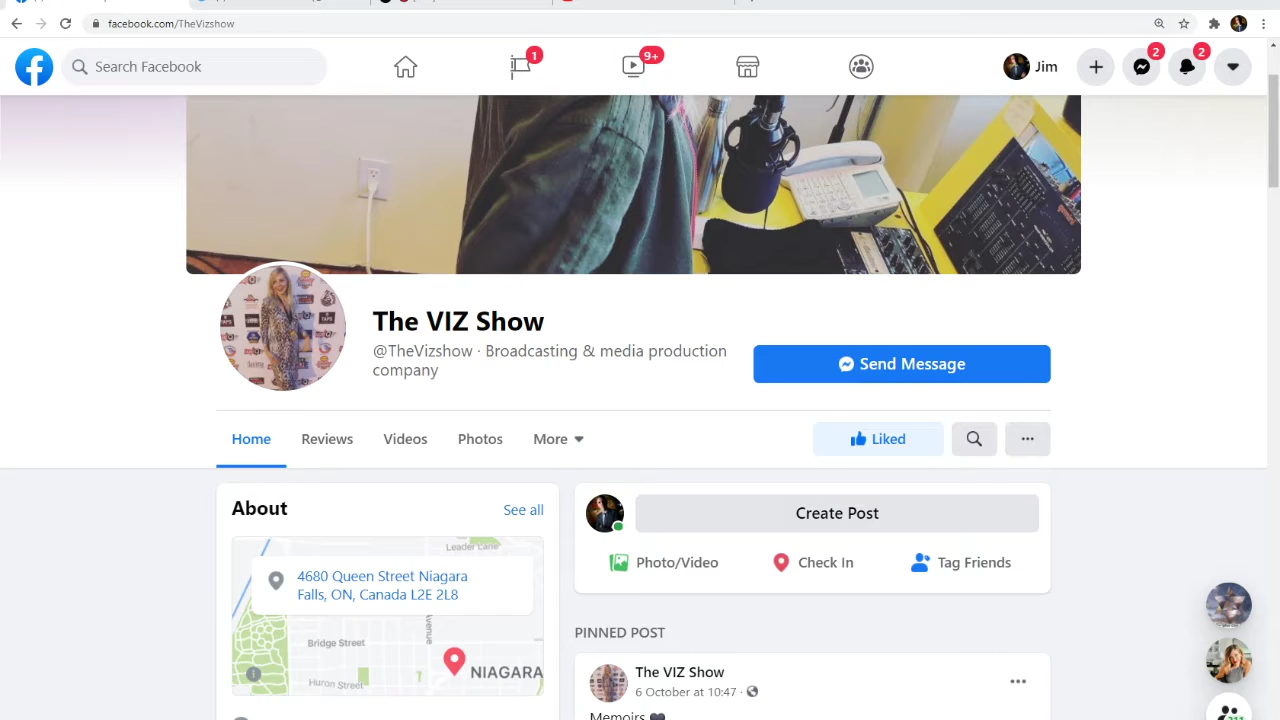 facebook.com/TheVizshow
Search Facebook
1
9+
Jim
2
2
The VIZ Show
@TheVizshow · Broadcasting & media production
company
Send Message
Home
Reviews
Videos
Photos
More
Liked
About
See all
Create Post
Photo/Video
Check In
Tag Friends
Leader Lane
4680 Queen Street Niagara
Falls, ON, Canada L2E 2L8
Bridge Street
Avenue
NIAGARA
Huron Street
PINNED POST
The VIZ Show
6 October at 10:47 ·
Memoirs